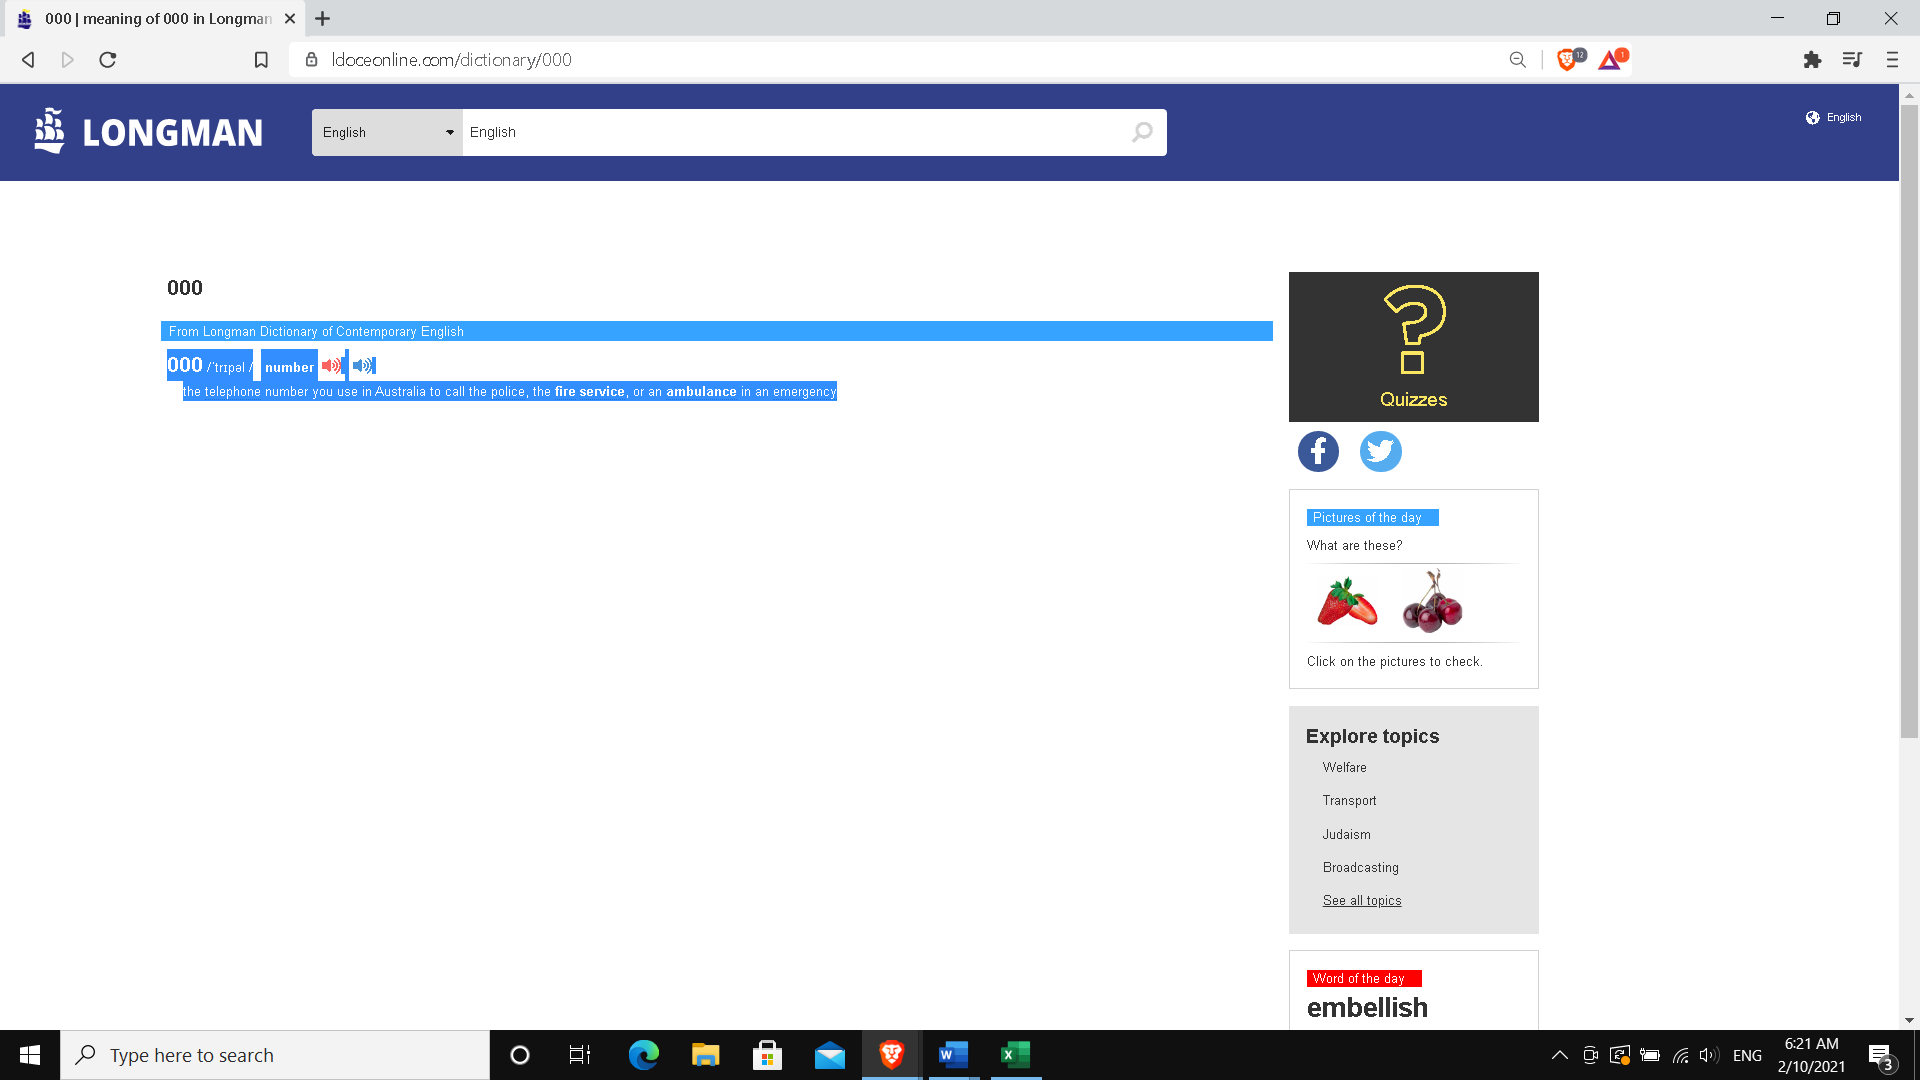 000 | meaning of 000 in Longman
ldoceonline.com/dictionary/000
12
1
LONGMAN
English
English
English
000
From Longman Dictionary of Contemporary English
000 /ˈtrɪpəl / number
the telephone number you use in Australia to call the police, the fire service, or an ambulance in an emergency
?
Quizzes
Pictures of the day
What are these?
Click on the pictures to check.
Explore topics
Welfare
Transport
Judaism
Broadcasting
See all topics
Word of the day
embellish
Type here to search
ENG
6:21 AM
2/10/2021
3